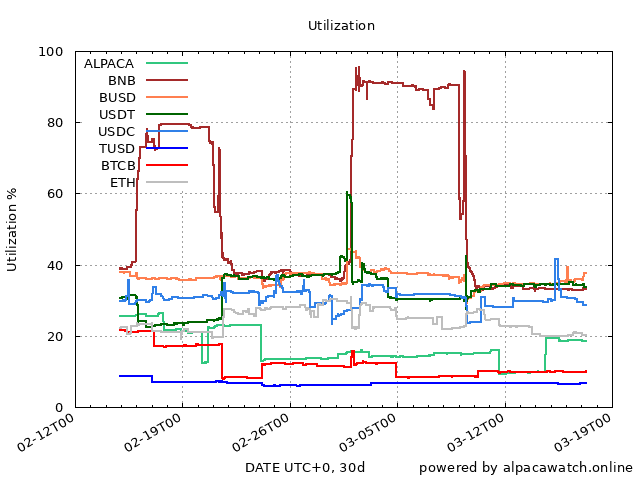 Utilization
100
80
60
40
20
0
Utilization %
ALPACA
BNB
BUSD
USDT
USDC
TUSD
BTCB
ETH
02-12T00
02-19T00
02-26T00
03-05T00
03-12T00
03-19T00
DATE UTC+0, 30d
powered by alpacawatch.online